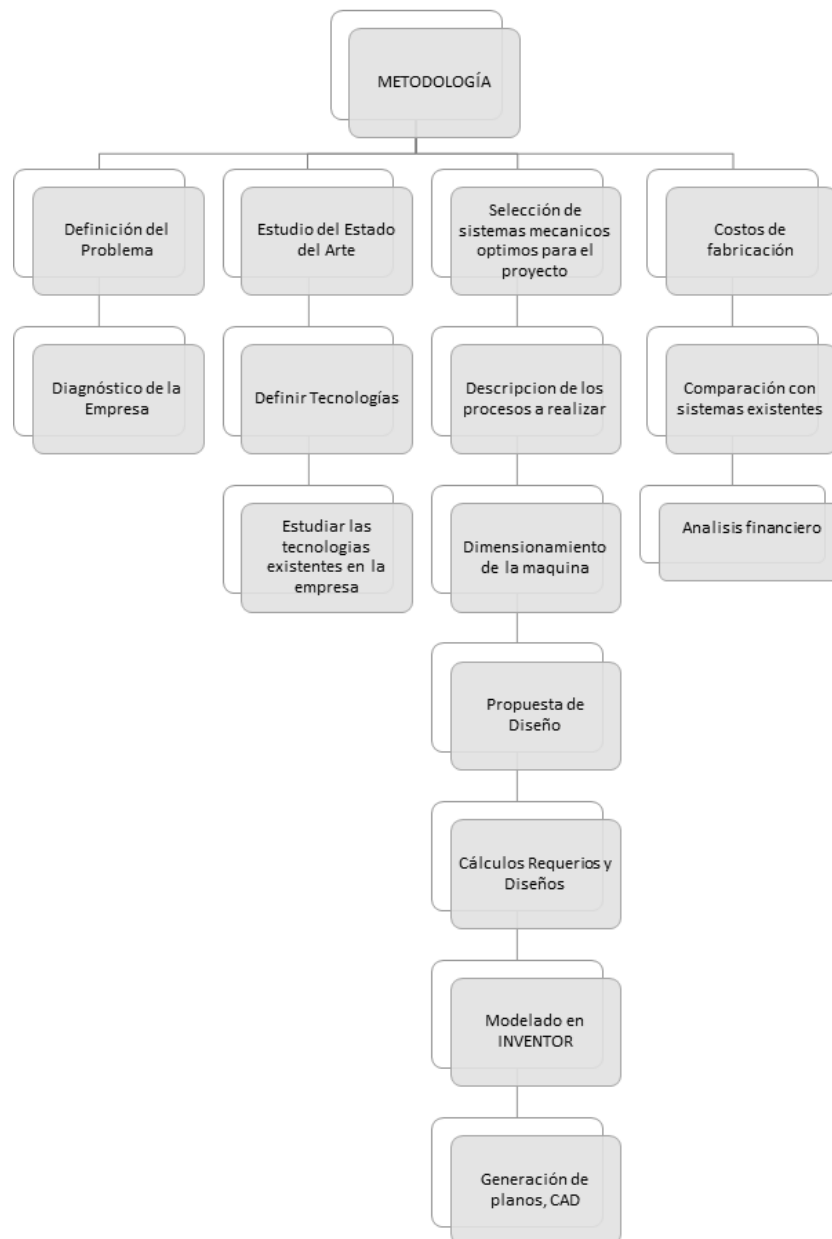 METODOLOGÍA
Definición del
Problema
Estudio del Estado
del Arte
Selección de
sistemas mecanicos
optimos para el
proyecto
Costos de
fabricación
Diagnóstico de la
Empresa
Definir Tecnologías
Descripcion de los
procesos a realizar
Comparación con
sistemas existentes
Estudiar las
tecnologias
existentes en la
empresa
Dimensionamiento
de la maquina
Analisis financiero
Propuesta de
Diseño
Cálculos Requerios y
Diseños
Modelado en
INVENTOR
Generación de
planos, CAD